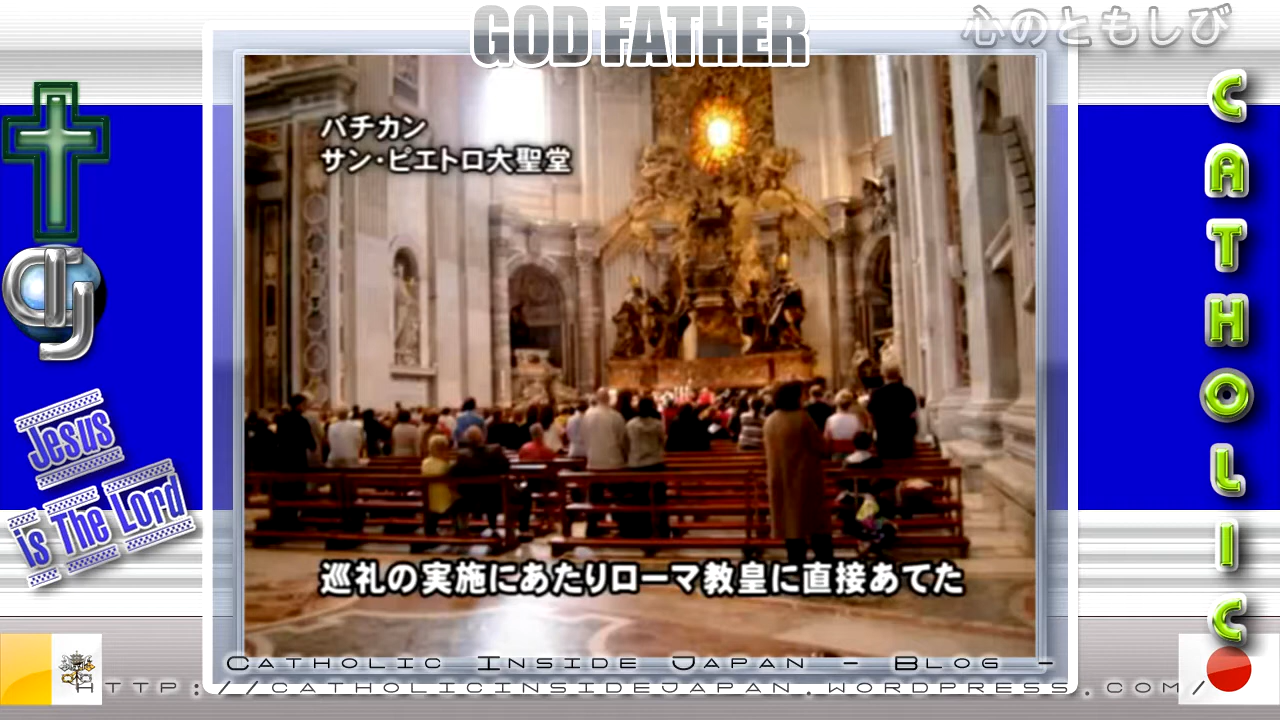 GOD FATHER
心のともしび
バチカン
サン・ピエトロ大聖堂
CATHOLIC
Jesus
is The Lord
巡礼の実施にあたりローマ教皇に直接あてた
Catholic Inside Japan - Blog -
http://catholicinsidejapan.wordpress.com/